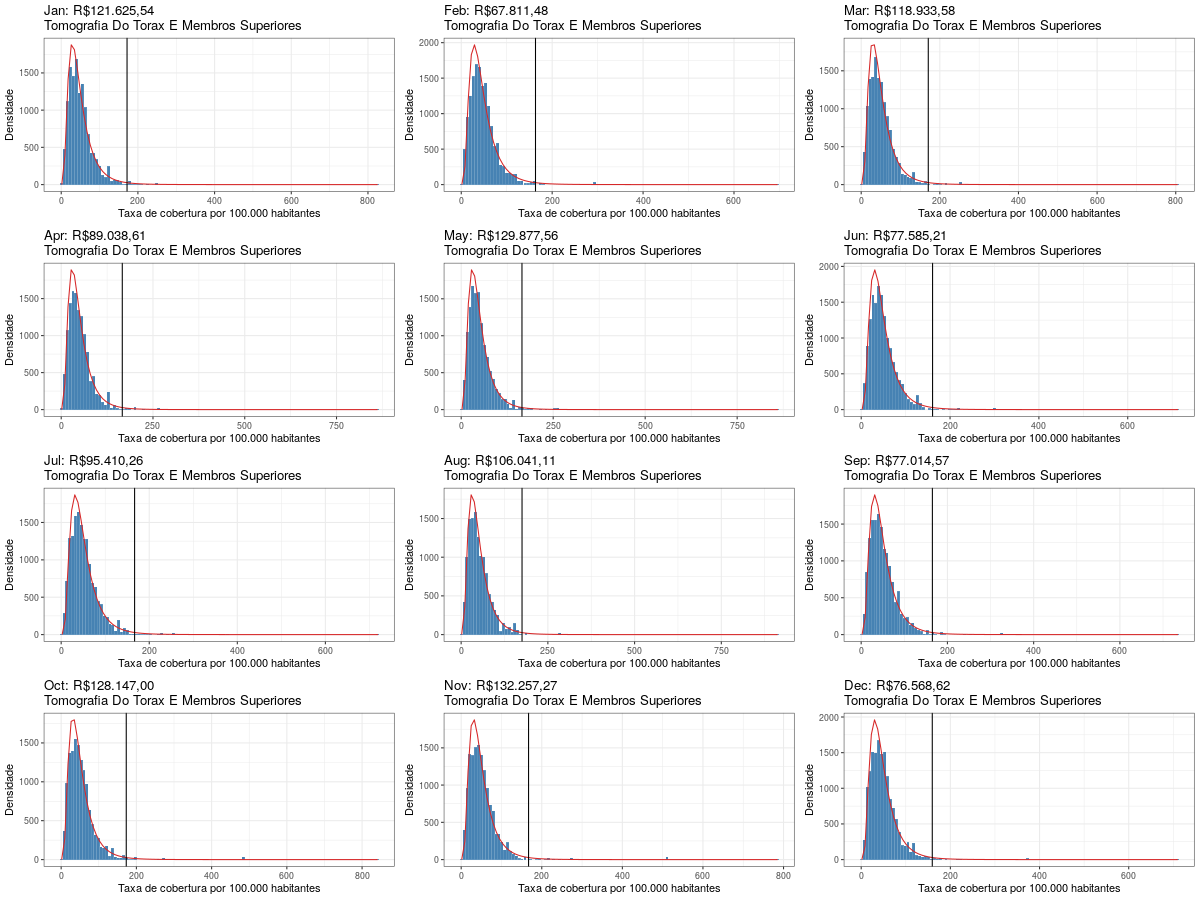 Jan: R$121.625,54
Tomografia Do Torax E Membros Superiores
Densidade
1500
1000
500
0
0
200
400
600
800
Taxa de cobertura por 100.000 habitantes
Feb: R$67.811,48
Tomografia Do Torax E Membros Superiores
Densidade
2000
1500
1000
500
0
0
200
400
600
Taxa de cobertura por 100.000 habitantes
Mar: R$118.933,58
Tomografia Do Torax E Membros Superiores
Densidade
1500
1000
500
0
0
200
400
600
800
Taxa de cobertura por 100.000 habitantes
Apr: R$89.038,61
Tomografia Do Torax E Membros Superiores
Densidade
1500
1000
500
0
0
250
500
750
Taxa de cobertura por 100.000 habitantes
May: R$129.877,56
Tomografia Do Torax E Membros Superiores
Densidade
1500
1000
500
0
0
250
500
750
Taxa de cobertura por 100.000 habitantes
Jun: R$77.585,21
Tomografia Do Torax E Membros Superiores
Densidade
2000
1500
1000
500
0
0
200
400
600
Taxa de cobertura por 100.000 habitantes
Jul: R$95.410,26
Tomografia Do Torax E Membros Superiores
Densidade
1500
1000
500
0
0
200
400
600
Taxa de cobertura por 100.000 habitantes
Aug: R$106.041,11
Tomografia Do Torax E Membros Superiores
Densidade
1500
1000
500
0
0
250
500
750
Taxa de cobertura por 100.000 habitantes
Sep: R$77.014,57
Tomografia Do Torax E Membros Superiores
Densidade
1500
1000
500
0
0
200
400
600
Taxa de cobertura por 100.000 habitantes
Oct: R$128.147,00
Tomografia Do Torax E Membros Superiores
Densidade
1500
1000
500
0
0
200
400
600
800
Taxa de cobertura por 100.000 habitantes
Nov: R$132.257,27
Tomografia Do Torax E Membros Superiores
Densidade
1500
1000
500
0
0
200
400
600
800
Taxa de cobertura por 100.000 habitantes
Dec: R$76.568,62
Tomografia Do Torax E Membros Superiores
Densidade
2000
1500
1000
500
0
0
200
400
600
Taxa de cobertura por 100.000 habitantes